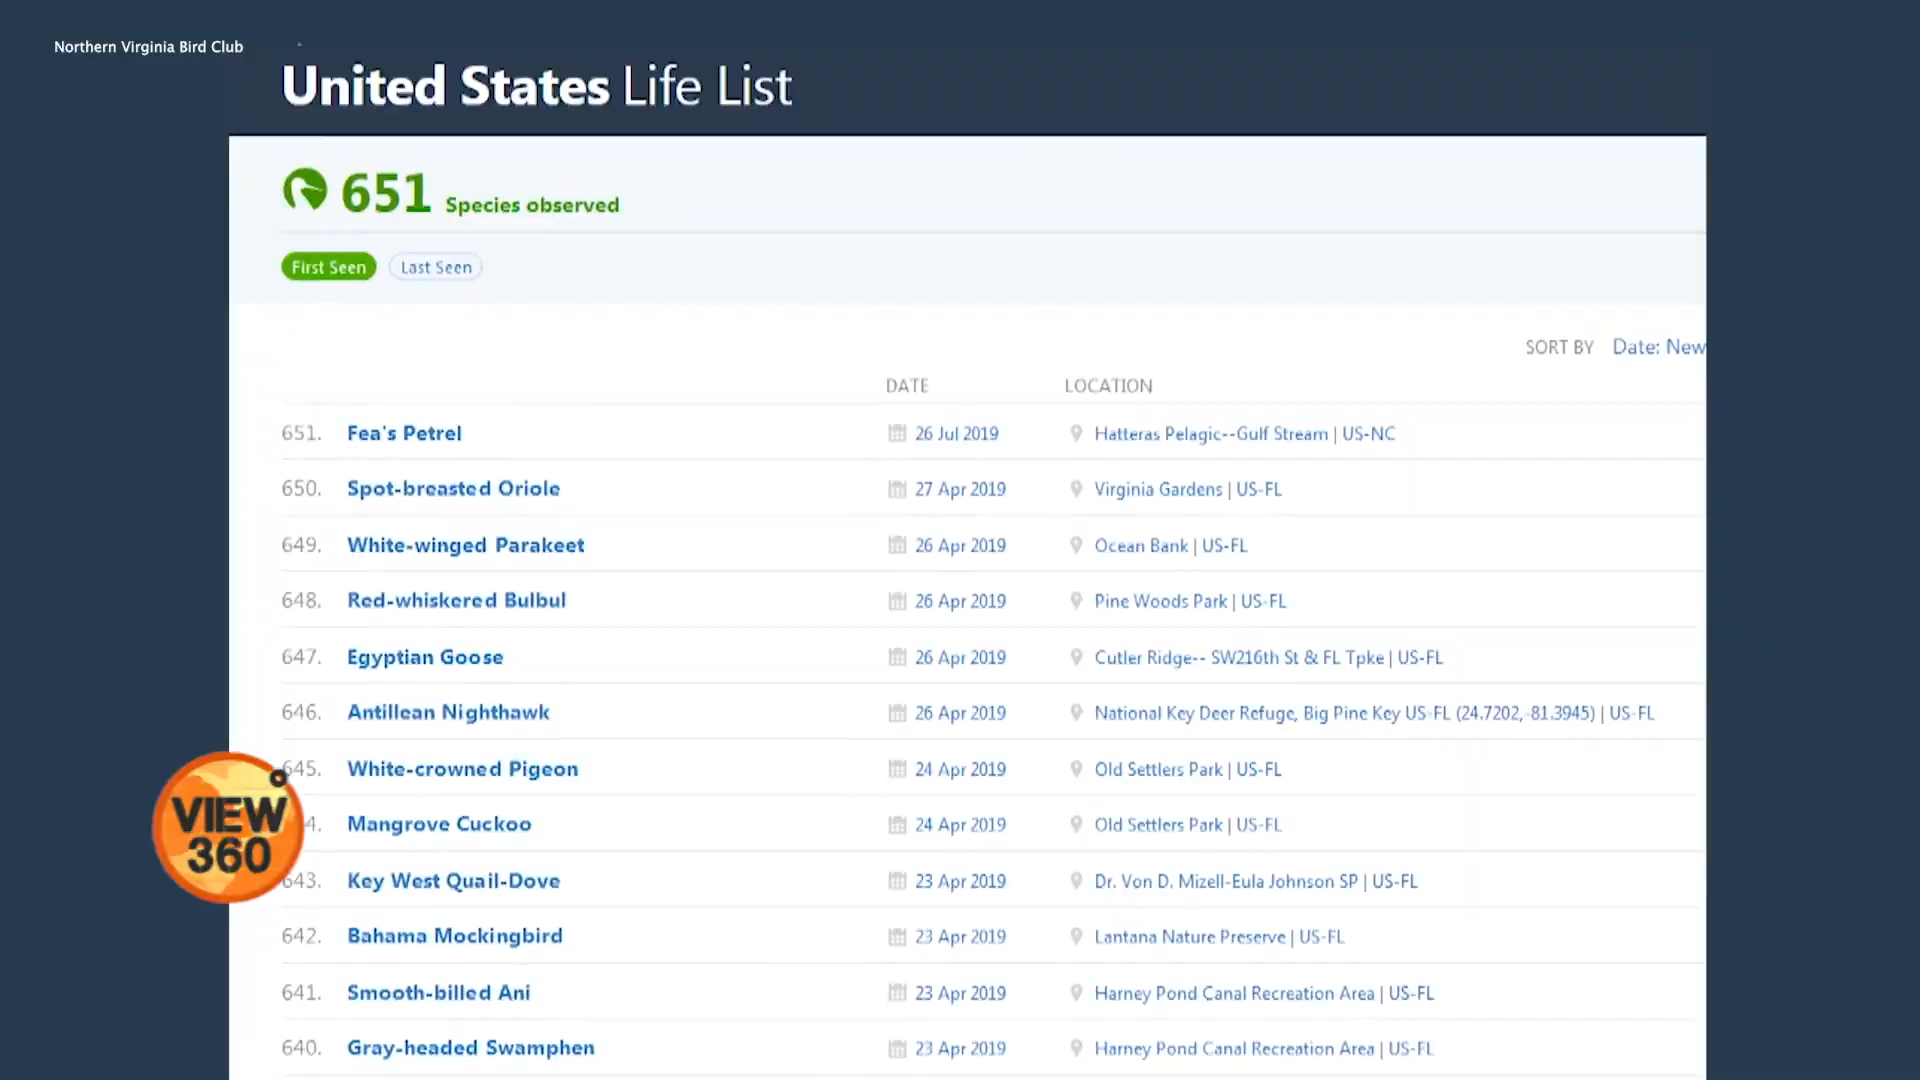 Northern Virginia Bird Club
United States Life List
651 Species observed
First Seen Last Seen
SORT BY Date: New
DATE LOCATION
651. Fea's Petrel 26 Jul 2019 Hatteras Pelagic--Gulf Stream | US-NC
650. Spot-breasted Oriole 27 Apr 2019 Virginia Gardens | US-FL
649. White-winged Parakeet 26 Apr 2019 Ocean Bank | US-FL
648. Red-whiskered Bulbul 26 Apr 2019 Pine Woods Park | US-FL
647. Egyptian Goose 26 Apr 2019 Cutler Ridge-- SW216th St & FL Tpke | US-FL
646. Antillean Nighthawk 26 Apr 2019 National Key Deer Refuge, Big Pine Key US-FL (24.7202,-81.3945) | US-FL
645. White-crowned Pigeon 24 Apr 2019 Old Settlers Park | US-FL
4. Mangrove Cuckoo 24 Apr 2019 Old Settlers Park | US-FL
643. Key West Quail-Dove 23 Apr 2019 Dr. Von D. Mizell-Eula Johnson SP | US-FL
642. Bahama Mockingbird 23 Apr 2019 Lantana Nature Preserve | US-FL
641. Smooth-billed Ani 23 Apr 2019 Harney Pond Canal Recreation Area | US-FL
640. Gray-headed Swamphen 23 Apr 2019 Harney Pond Canal Recreation Area | US-FL
VIEW
360°